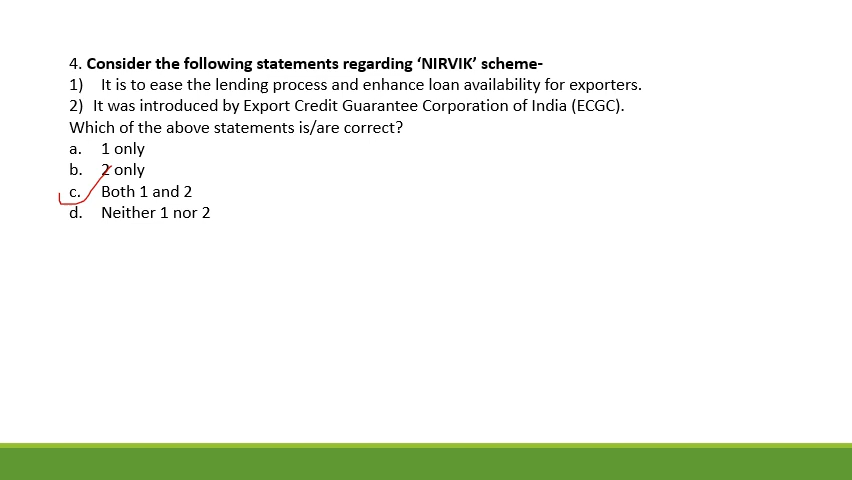 4. Consider the following statements regarding ‘NIRVIK’ scheme-
1) It is to ease the lending process and enhance loan availability for exporters.
2) It was introduced by Export Credit Guarantee Corporation of India (ECGC).
Which of the above statements is/are correct?
a. 1 only
b. 2 only
c. Both 1 and 2
d. Neither 1 nor 2